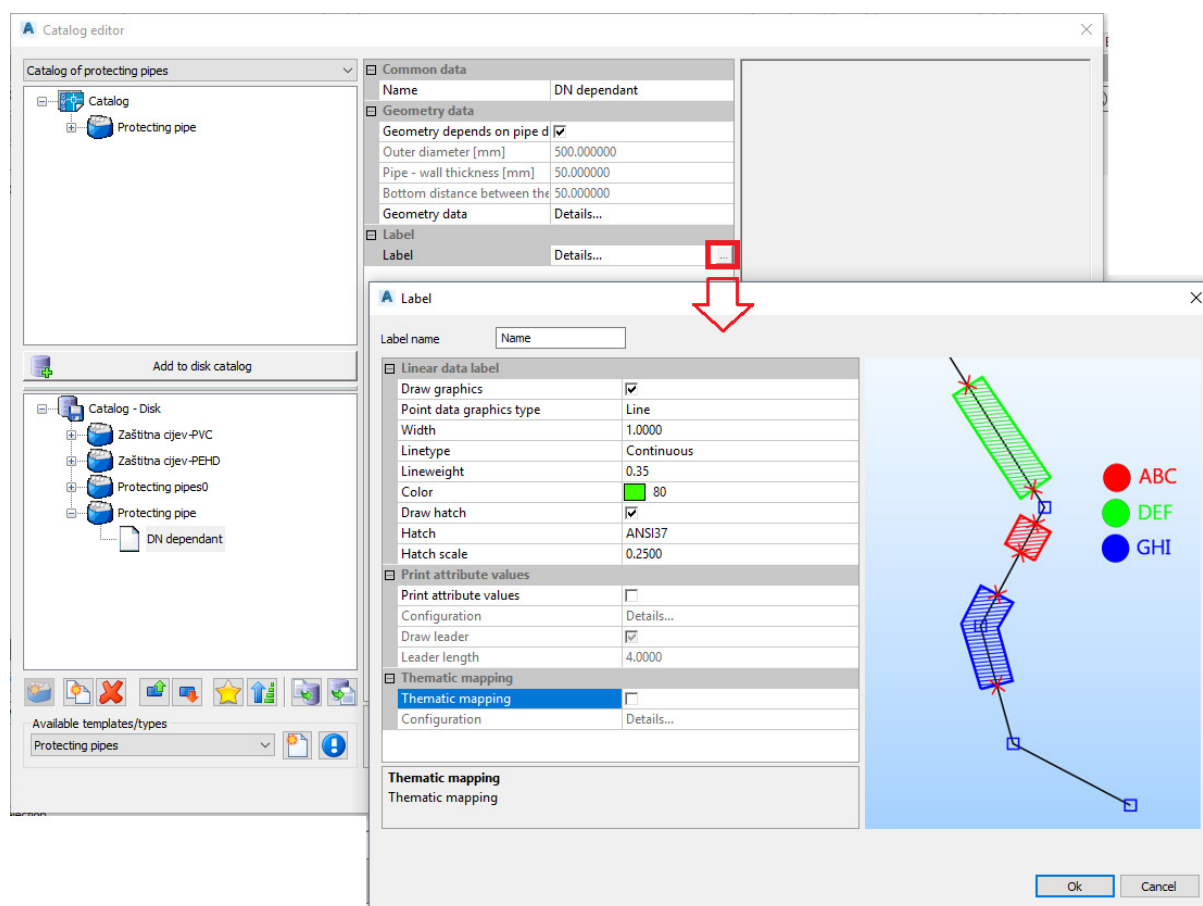 Catalog editor
Catalog of protecting pipes
Catalog
Protecting pipe
Add to disk catalog
Catalog - Disk
Zaštitna cijev-PVC
Zaštitna cijev-PEHD
Protecting pipes0
Protecting pipe
DN dependant
Available templates/types
Protecting pipes
Common data
Name DN dependant
Geometry data
Geometry depends on pipe d
Outer diameter [mm] 500.000000
Pipe - wall thickness [mm] 50.000000
Bottom distance between the 50.000000
Geometry data Details...
Label
Label Details... ...
Label
Label name Name
Linear data label
Draw graphics
Point data graphics type Line
Width 1.0000
Linetype Continuous
Lineweight 0.35
Color 80
Draw hatch
Hatch ANSI37
Hatch scale 0.2500
Print attribute values
Print attribute values
Configuration Details...
Draw leader
Leader length 4.0000
Thematic mapping
Thematic mapping
Configuration Details...
Thematic mapping
Thematic mapping
ABC
DEF
GHI
Ok Cancel